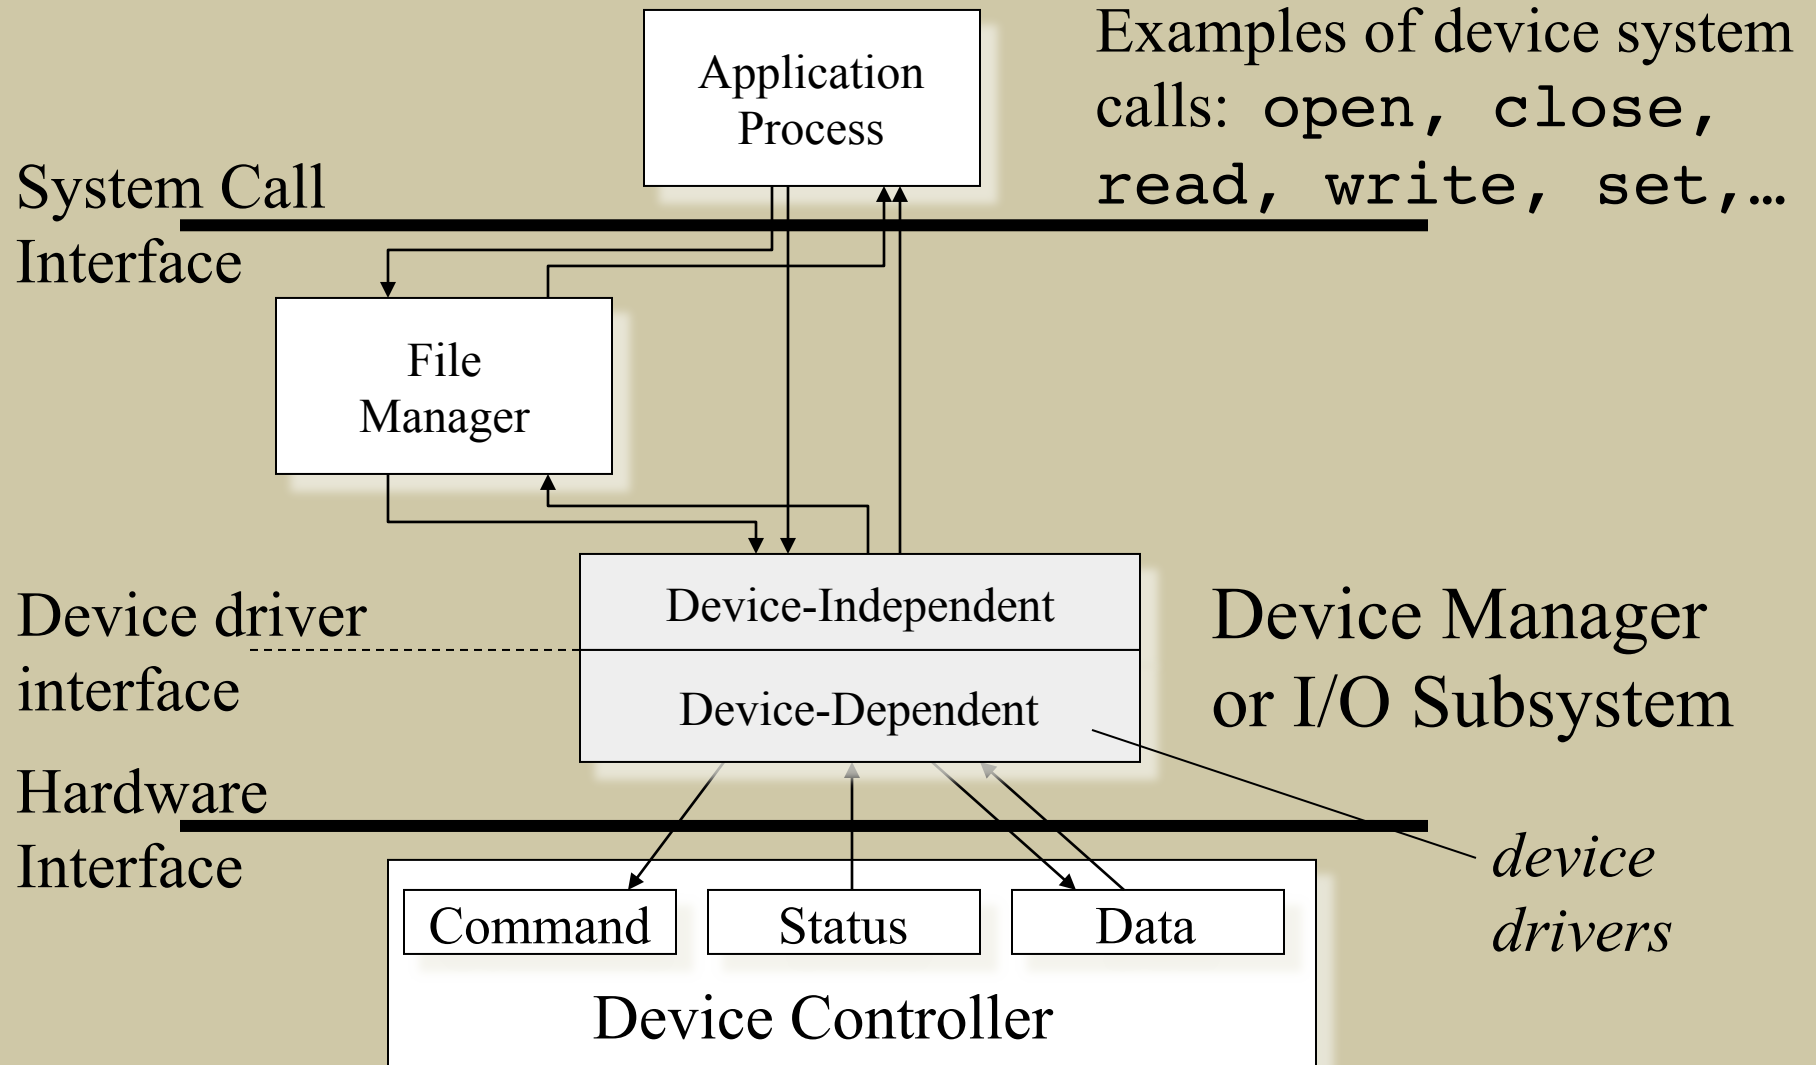 Application
Process
Examples of device system
calls: open, close,
read, write, set,…
System Call
Interface
File
Manager
Device-Independent
Device-Dependent
Device driver
interface
Device Manager
or I/O Subsystem
Hardware
Interface
device
drivers
Command
Status
Data
Device Controller